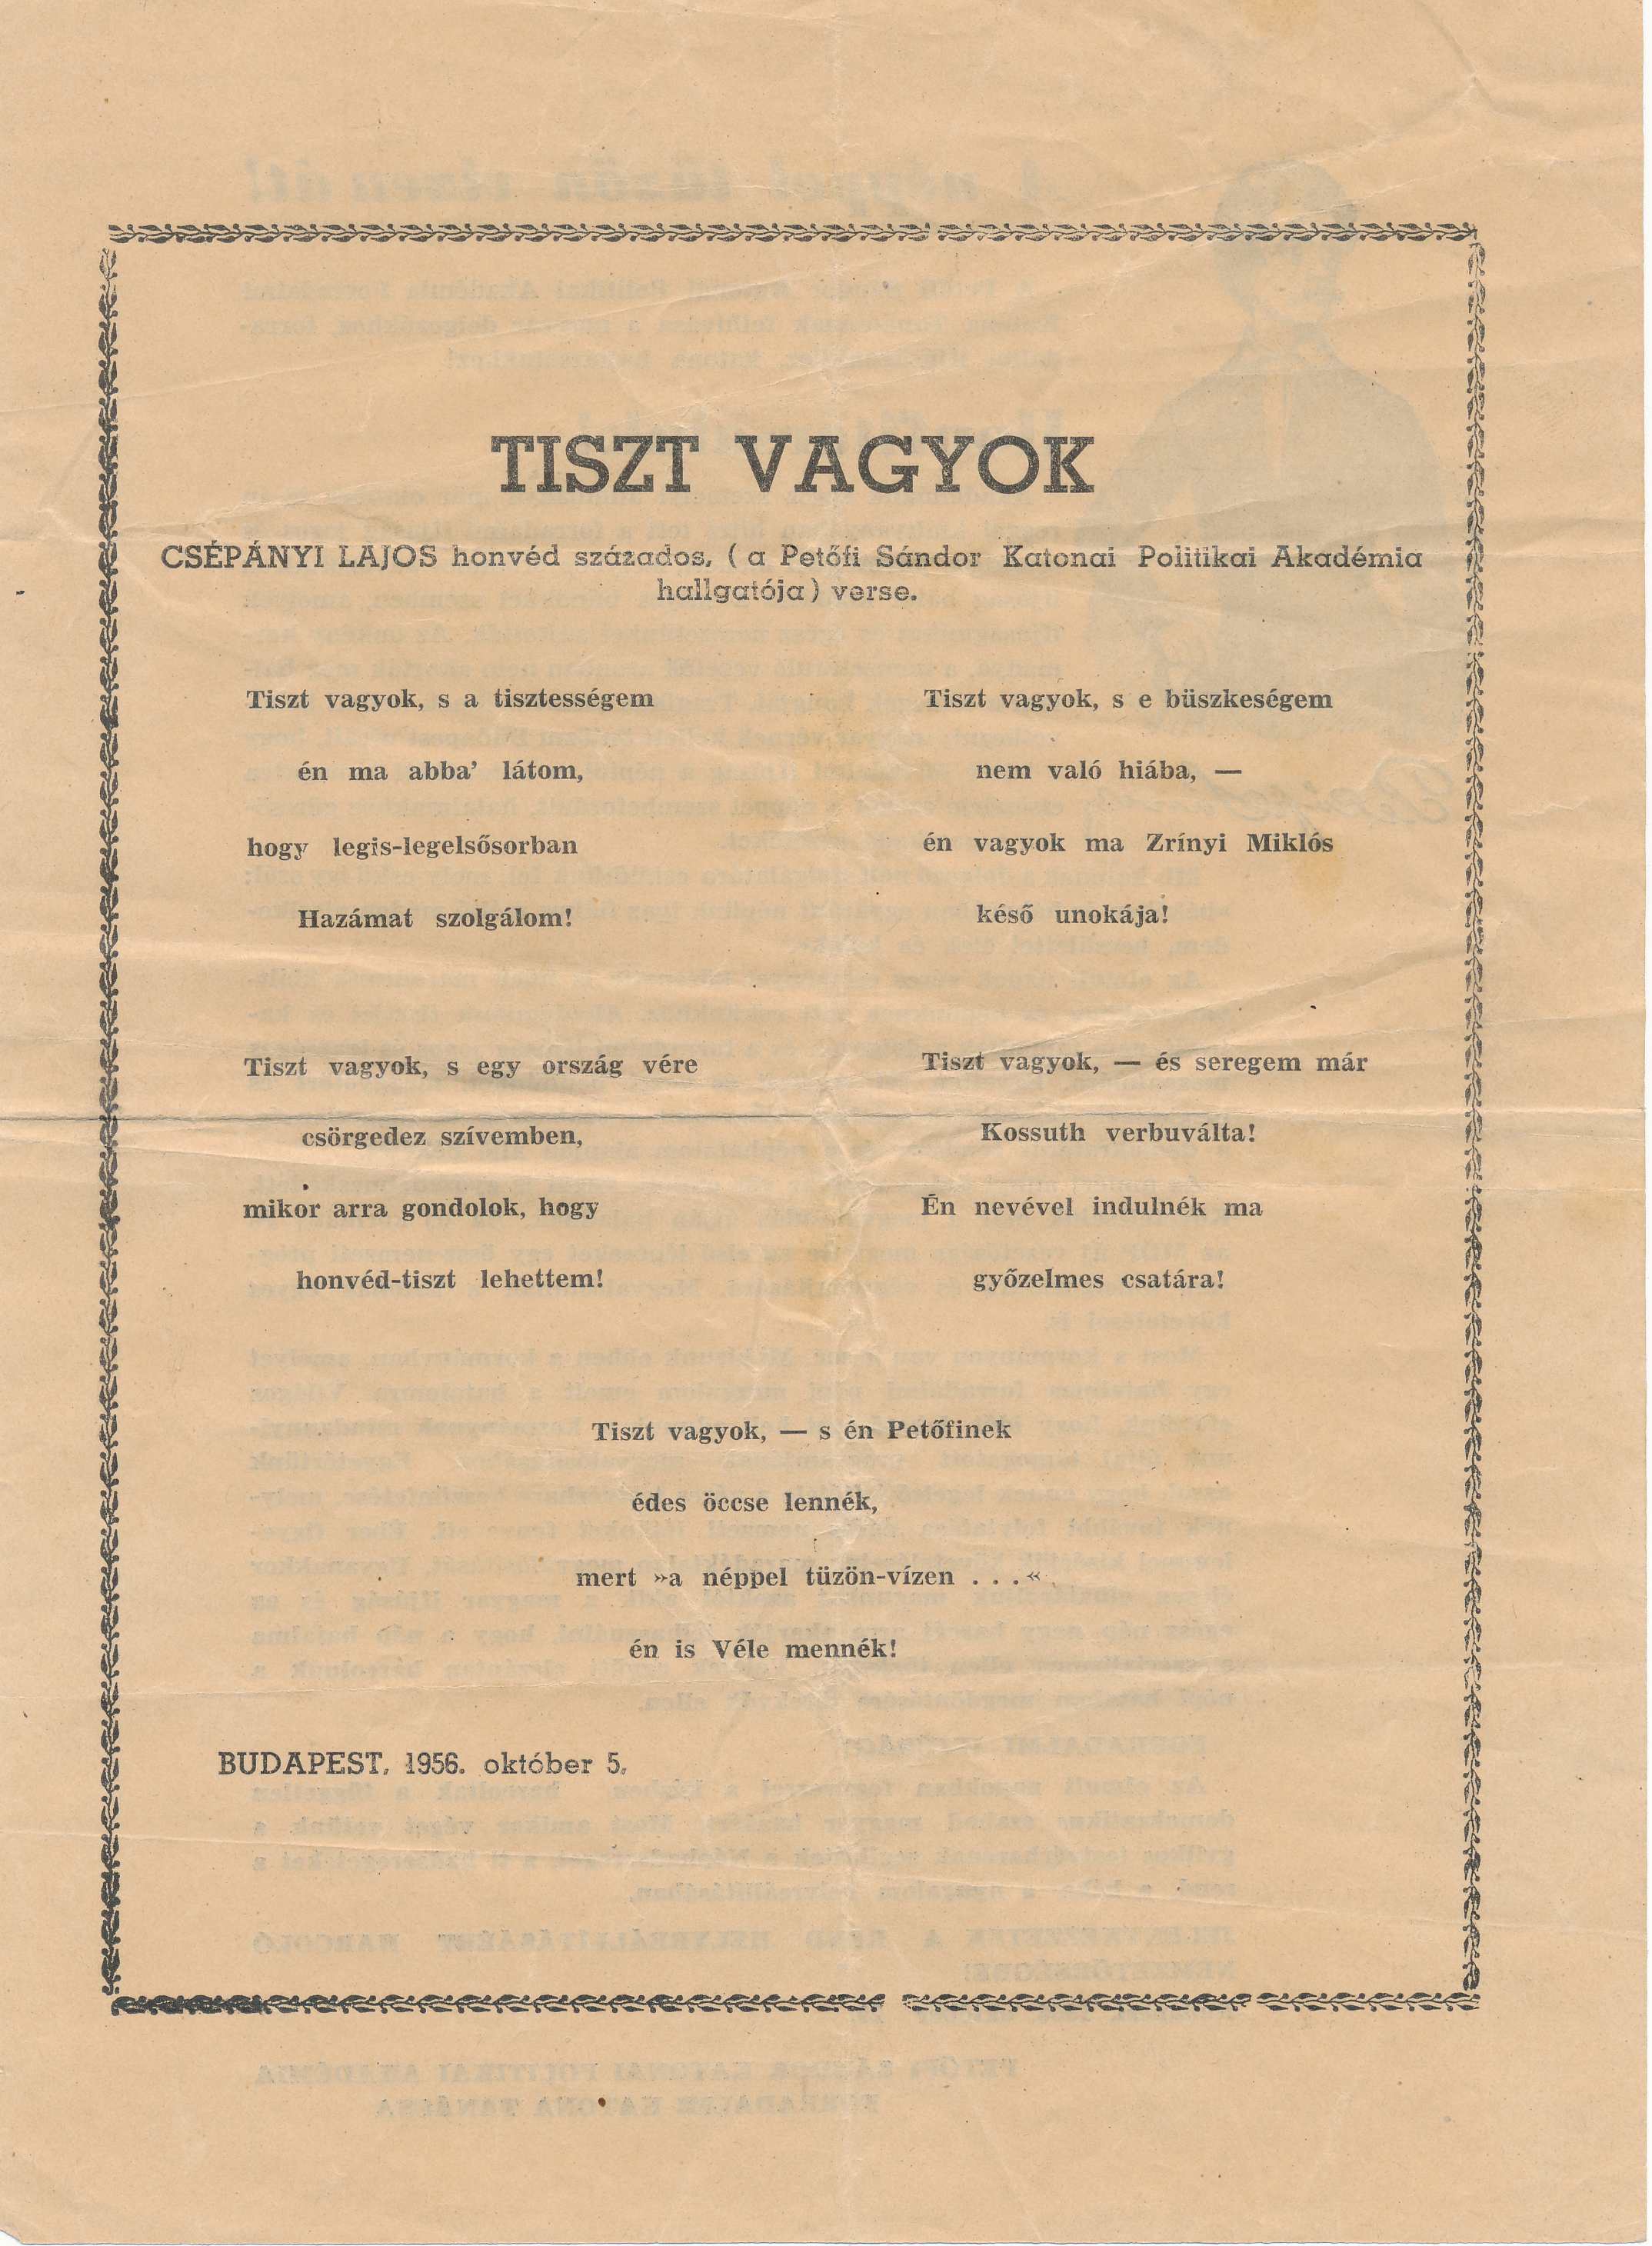 TISZT VAGYOK
CSÉPÁNYI LAJOS honvéd százados, ( a Petőfi Sándor Katonai Politikai Akadémia
hallgatója ) verse.
Tiszt vagyok, s a tisztességem
én ma abba’ látom,
hogy legis-legelsősorban
Hazámat szolgálom!
Tiszt vagyok, s egy ország vére
csörgedez szívemben,
mikor arra gondolok, hogy
honvéd-tiszt lehettem!
Tiszt vagyok, s e büszkeségem
nem való hiába, —
én vagyok ma Zrínyi Miklós
késő unokája!
Tiszt vagyok, — és seregem már
Kossuth verbuválta!
Én nevével indulnék ma
győzelmes csatára!
Tiszt vagyok, — s én Petőfinek
édes öccse lennék,
mert »a néppel tüzön-vízen . . .«
én is Véle mennék!
BUDAPEST, 1956. október 5.